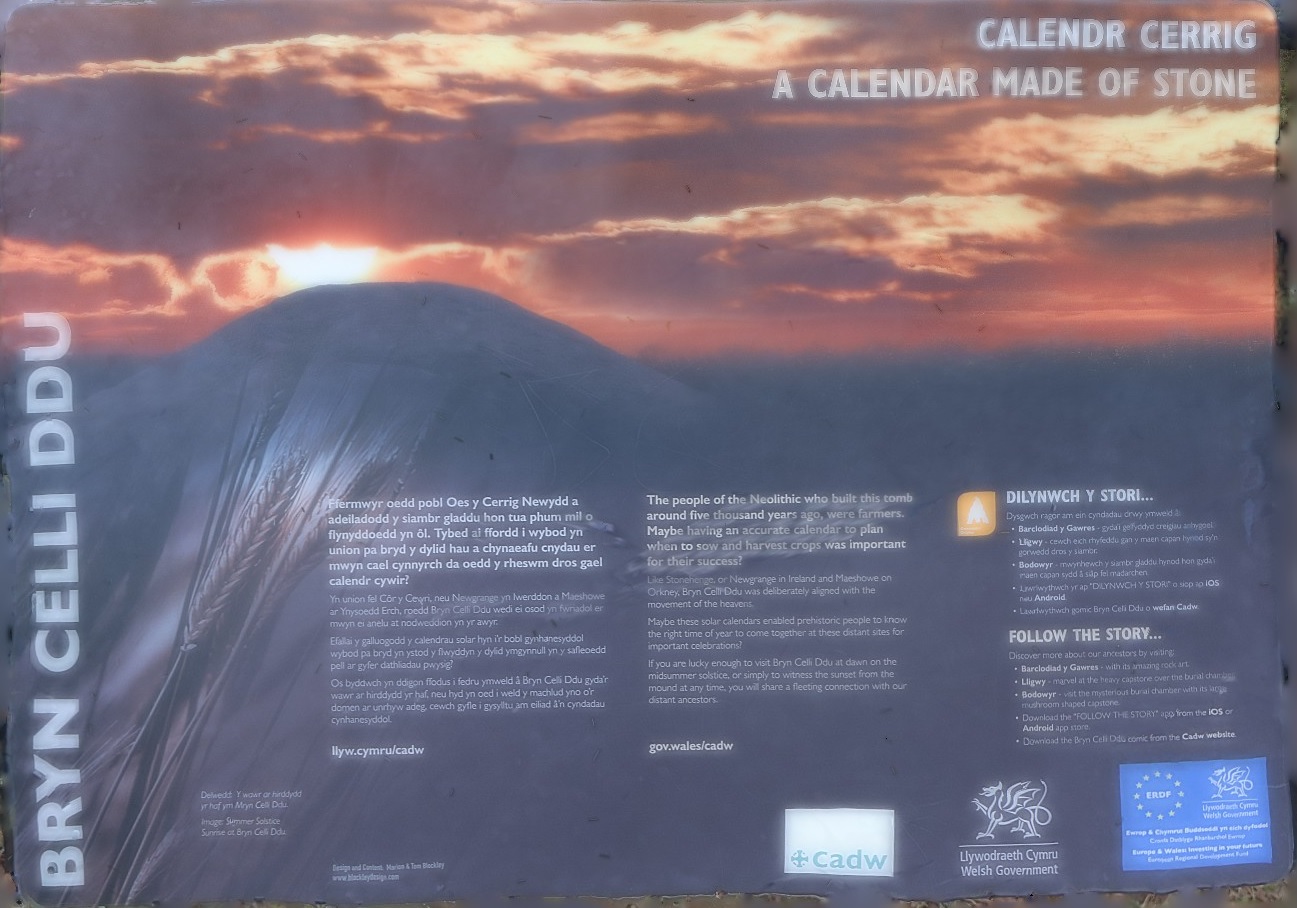 CALENDR CERRIG
A CALENDAR MADE OF STONE
BRYN CELLI DDU
Ffermwyr oedd pobl Oes y Cerrig Newydd a
adeiladodd y siambr gladdu hon tua phum mil o
flynyddoedd yn ôl. Tybed ai ffordd i wybod yn
union pa bryd y dylid hau a chynaeafu cnydau er
mwyn cael cynnyrch da oedd y rheswm dros gael
calendr cywir?
Yn union fel Côr y Cewri, neu Newgrange yn Iwerddon a Maeshowe
ar Ynysoedd Erch, roedd Bryn Celli Ddu wedi ei osod yn fwriadol er
mwyn ei anelu at nodweddion yn yr awyr.
Efallai y galluogodd y calendrau solar hyn i'r bobl gynhanesyddol
wybod pa bryd yn ystod y flwyddyn y dylid ymgynnull yn y safleoedd
pell ar gyfer dathliadau pwysig?
Os byddwch yn ddigon ffodus i fedru ymweld â Bryn Celli Ddu gyda'r
wawr ar hirddydd yr haf, neu hyd yn oed i weld y machlud yno o'r
domen ar unrhyw adeg, cewch gyfle i gysylltu am eiliad â'n cyndadau
cynhanesyddol.
llyw.cymru/cadw
The people of the Neolithic who built this tomb
around five thousand years ago, were farmers.
Maybe having an accurate calendar to plan
when to sow and harvest crops was important
for their success?
Like Stonehenge, or Newgrange in Ireland and Maeshowe on
Orkney, Bryn Celli Ddu was deliberately aligned with the
movement of the heavens.
Maybe these solar calendars enabled prehistoric people to know
the right time of year to come together at these distant sites for
important celebrations?
If you are lucky enough to visit Bryn Celli Ddu at dawn on the
midsummer solstice, or simply to witness the sunset from the
mound at any time, you will share a fleeting connection with our
distant ancestors.
gov.wales/cadw
DILYNWCH Y STORI...
Dysgwch ragor am ein cyndadau drwy ymweld â:
• Barclodiad y Gawres - gyda'i gelfyddyd creigiau anhygoel.
• Lligwy - cewch eich rhyfeddu gan y maen capan hynod sy'n
gorwedd dros y siambr.
• Bodowyr - mwynhewch y siambr gladdu hynod hon gyda'i
maen capan sydd â siâp fel madarchen.
• Lawrlwythwch yr ap "DILYNWCH Y STORI" o siop ap iOS
neu Android.
• Lawrlwythwch gomic Bryn Celli Ddu o wefan Cadw.
FOLLOW THE STORY...
Discover more about our ancestors by visiting:
• Barclodiad y Gawres - with its amazing rock art.
• Lligwy - marvel at the heavy capstone over the burial chamber.
• Bodowyr - visit the mysterious burial chamber with its large
mushroom shaped capstone.
• Download the "FOLLOW THE STORY" app from the iOS or
Android app store.
• Download the Bryn Celli Ddu comic from the Cadw website.
Delwedd: Y wawr ar hirddydd
yr haf ym Mryn Celli Ddu.
Image: Summer Solstice
Sunrise at Bryn Celli Ddu.
Design and Content, Marion & Tom Blackley
www.blackleydesign.com
Cadw
Llywodraeth Cymru
Welsh Government
ERDF
Llywodraeth Cymru
Welsh Government
Ewrop & Chymru: Buddsoddi yn eich dyfodol
Cronfa Datblygu Rhanbarthol Ewrop
Europe & Wales: Investing in your future
European Regional Development Fund